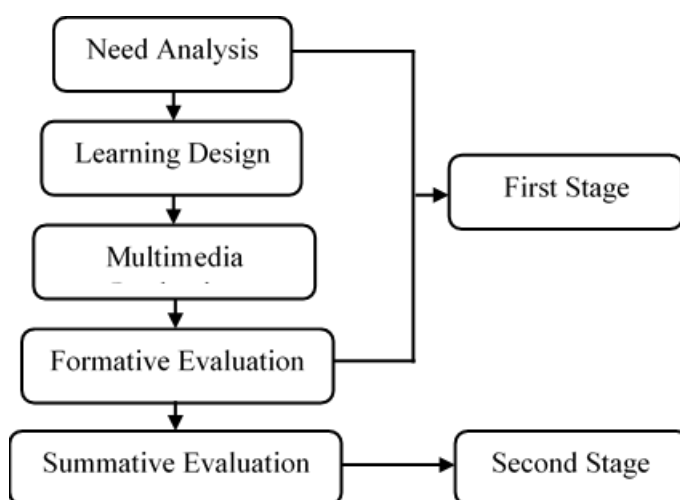 Need Analysis
Learning Design
First Stage
Multimedia
Formative Evaluation
Summative Evaluation
Second Stage